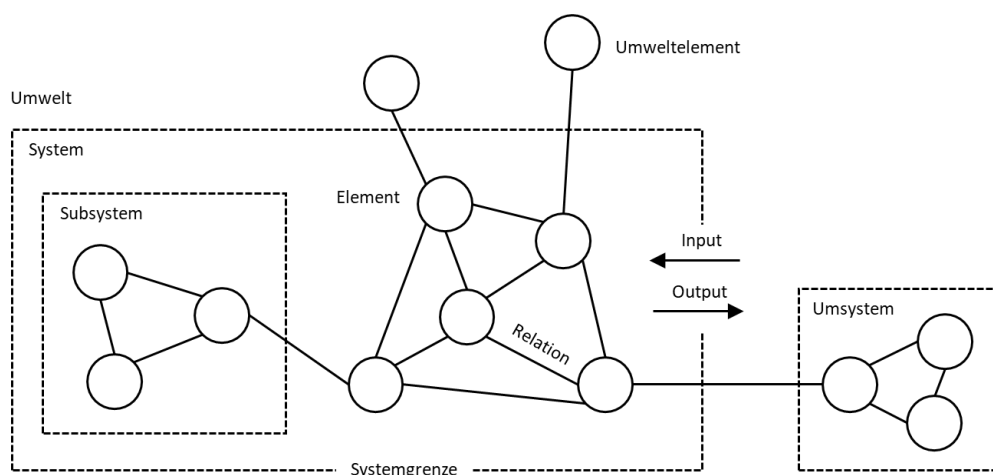 Umweltelement
Umwelt
System
Element
Subsystem
Input
Output
Umsystem
Relation
Systemgrenze